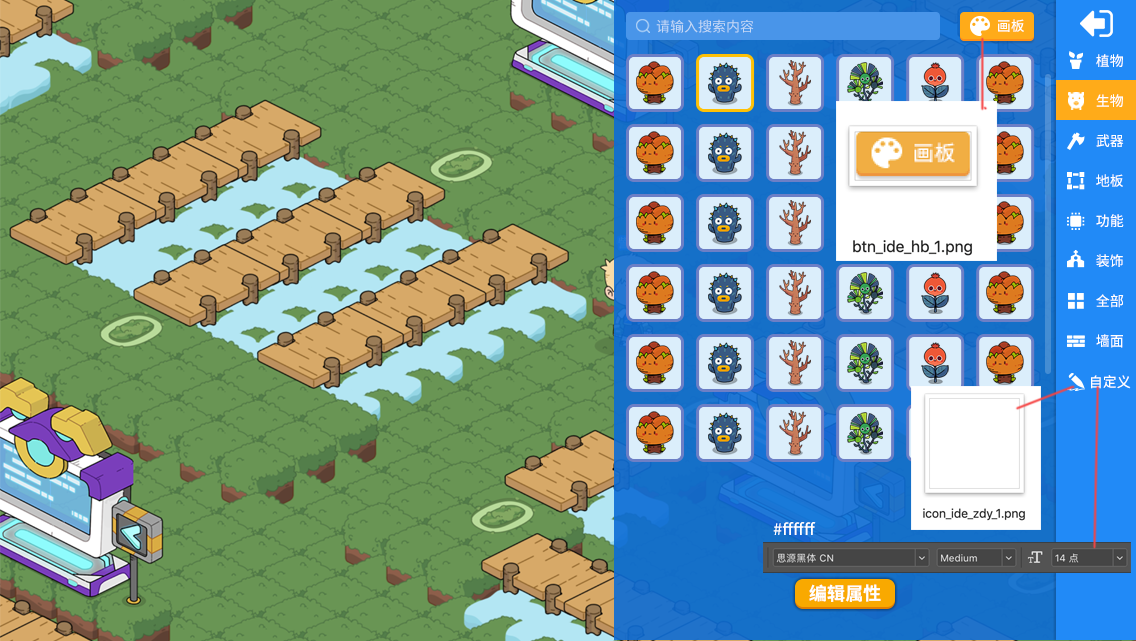 请输入搜索内容
画板
植物
生物
画板
btn_ide_hb_1.png
武器
地板
功能
装饰
全部
墙面
自定义
icon_ide_zdy_1.png
#ffffff
思源黑体 CN
Medium
14 点
编辑属性